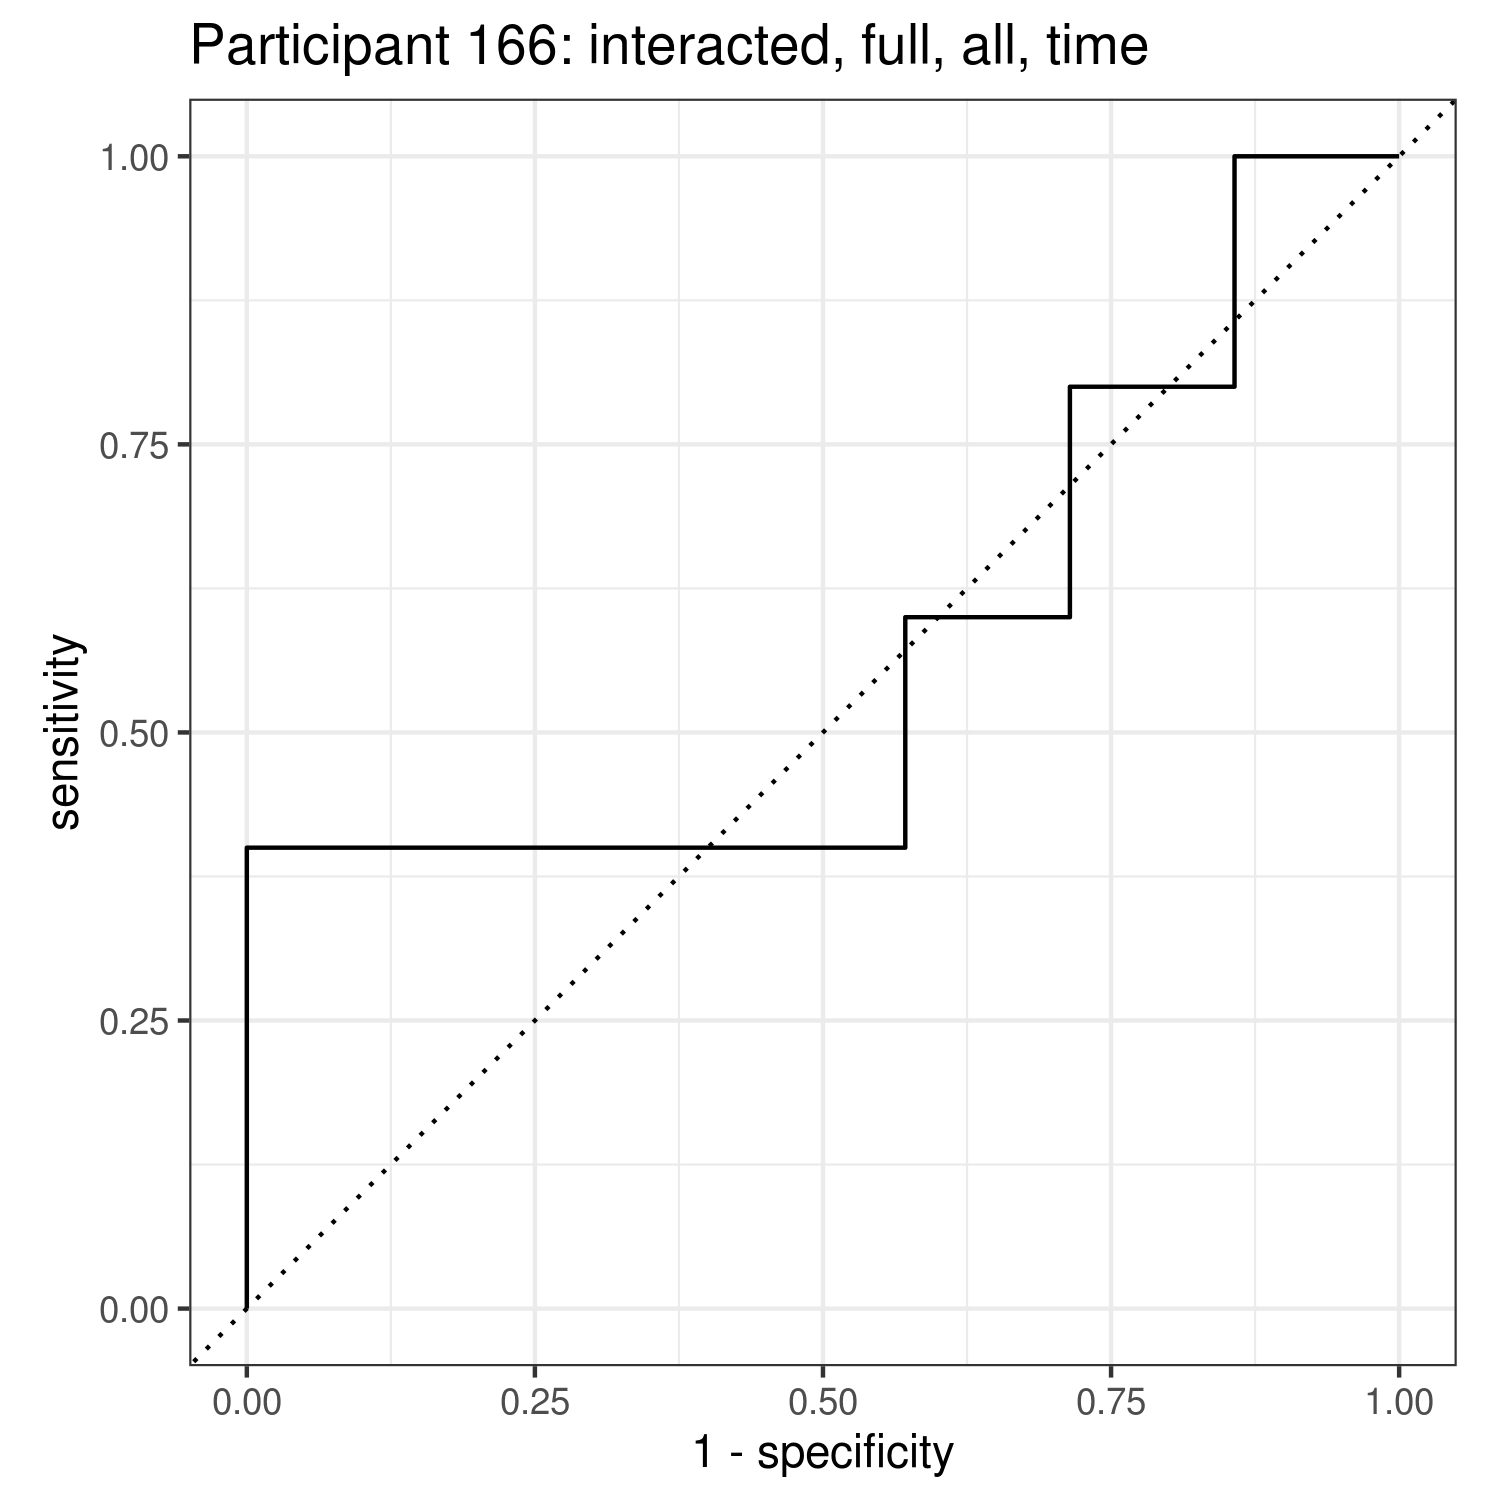 Participant 166: interacted, full, all, time
1.00
0.75
0.50
0.25
0.00
sensitivity
0.00 0.25 0.50 0.75 1.00
1 - specificity